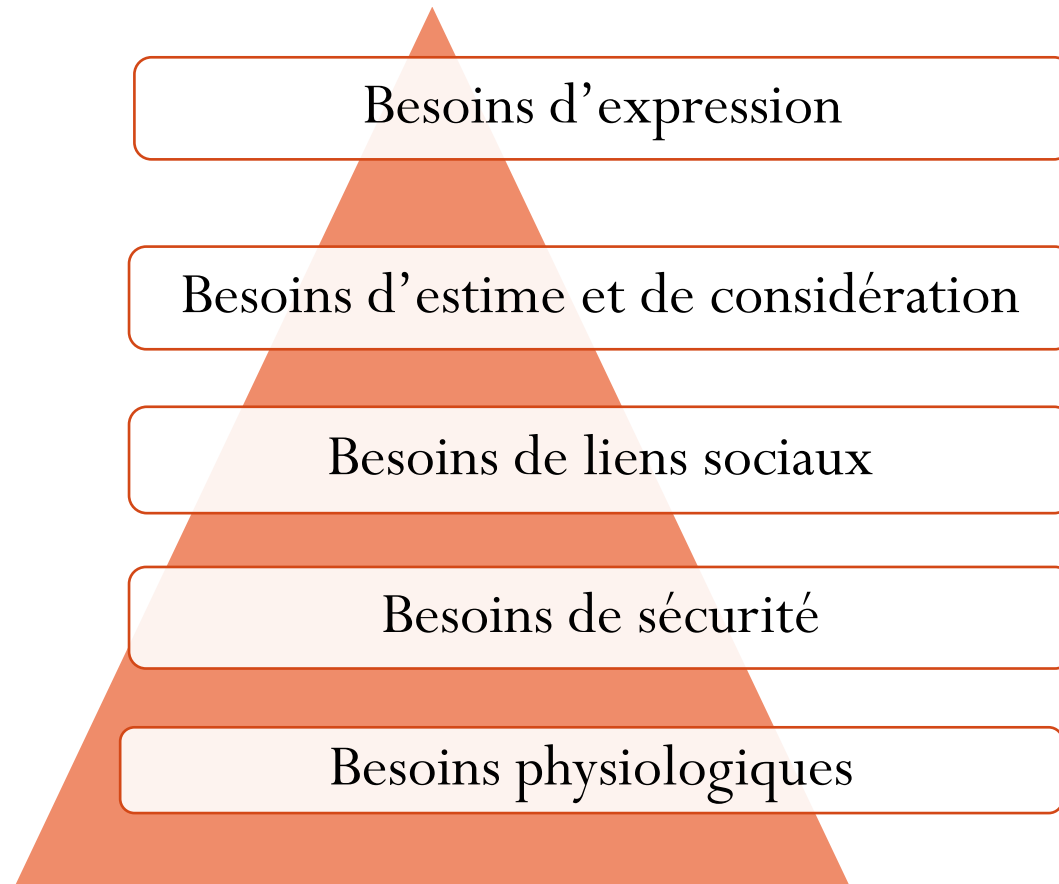 Besoins d’expression
Besoins d’estime et de considération
Besoins de liens sociaux
Besoins de sécurité
Besoins physiologiques